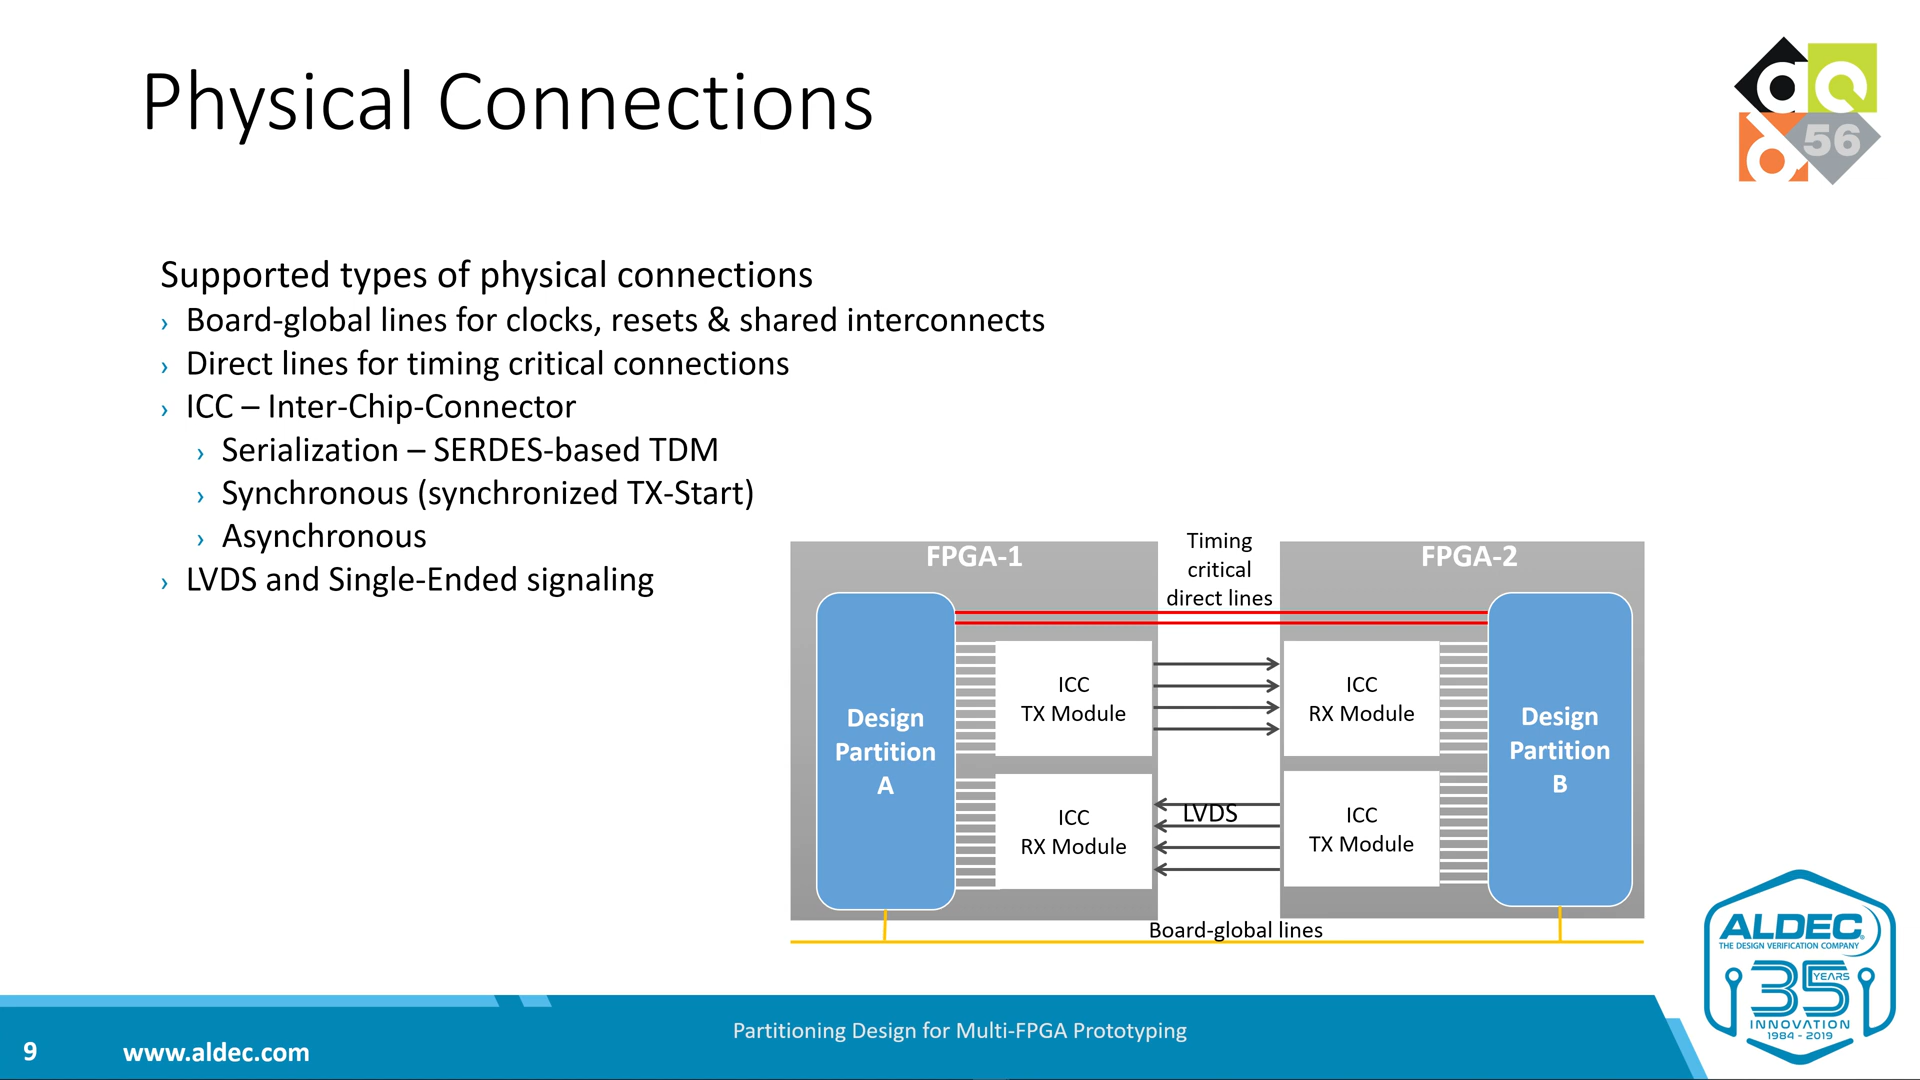 Physical Connections
56
Supported types of physical connections
› Board-global lines for clocks, resets & shared interconnects
› Direct lines for timing critical connections
› ICC – Inter-Chip-Connector
› Serialization – SERDES-based TDM
› Synchronous (synchronized TX-Start)
› Asynchronous
› LVDS and Single-Ended signaling
FPGA-1
Timing
critical
direct lines
FPGA-2
Design
Partition
A
ICC
TX Module
ICC
RX Module
Design
Partition
B
ICC
RX Module
LVDS
ICC
TX Module
Board-global lines
ALDEC®
THE DESIGN VERIFICATION COMPANY
35
YEARS
INNOVATION
1984 - 2019
Partitioning Design for Multi-FPGA Prototyping
9
www.aldec.com